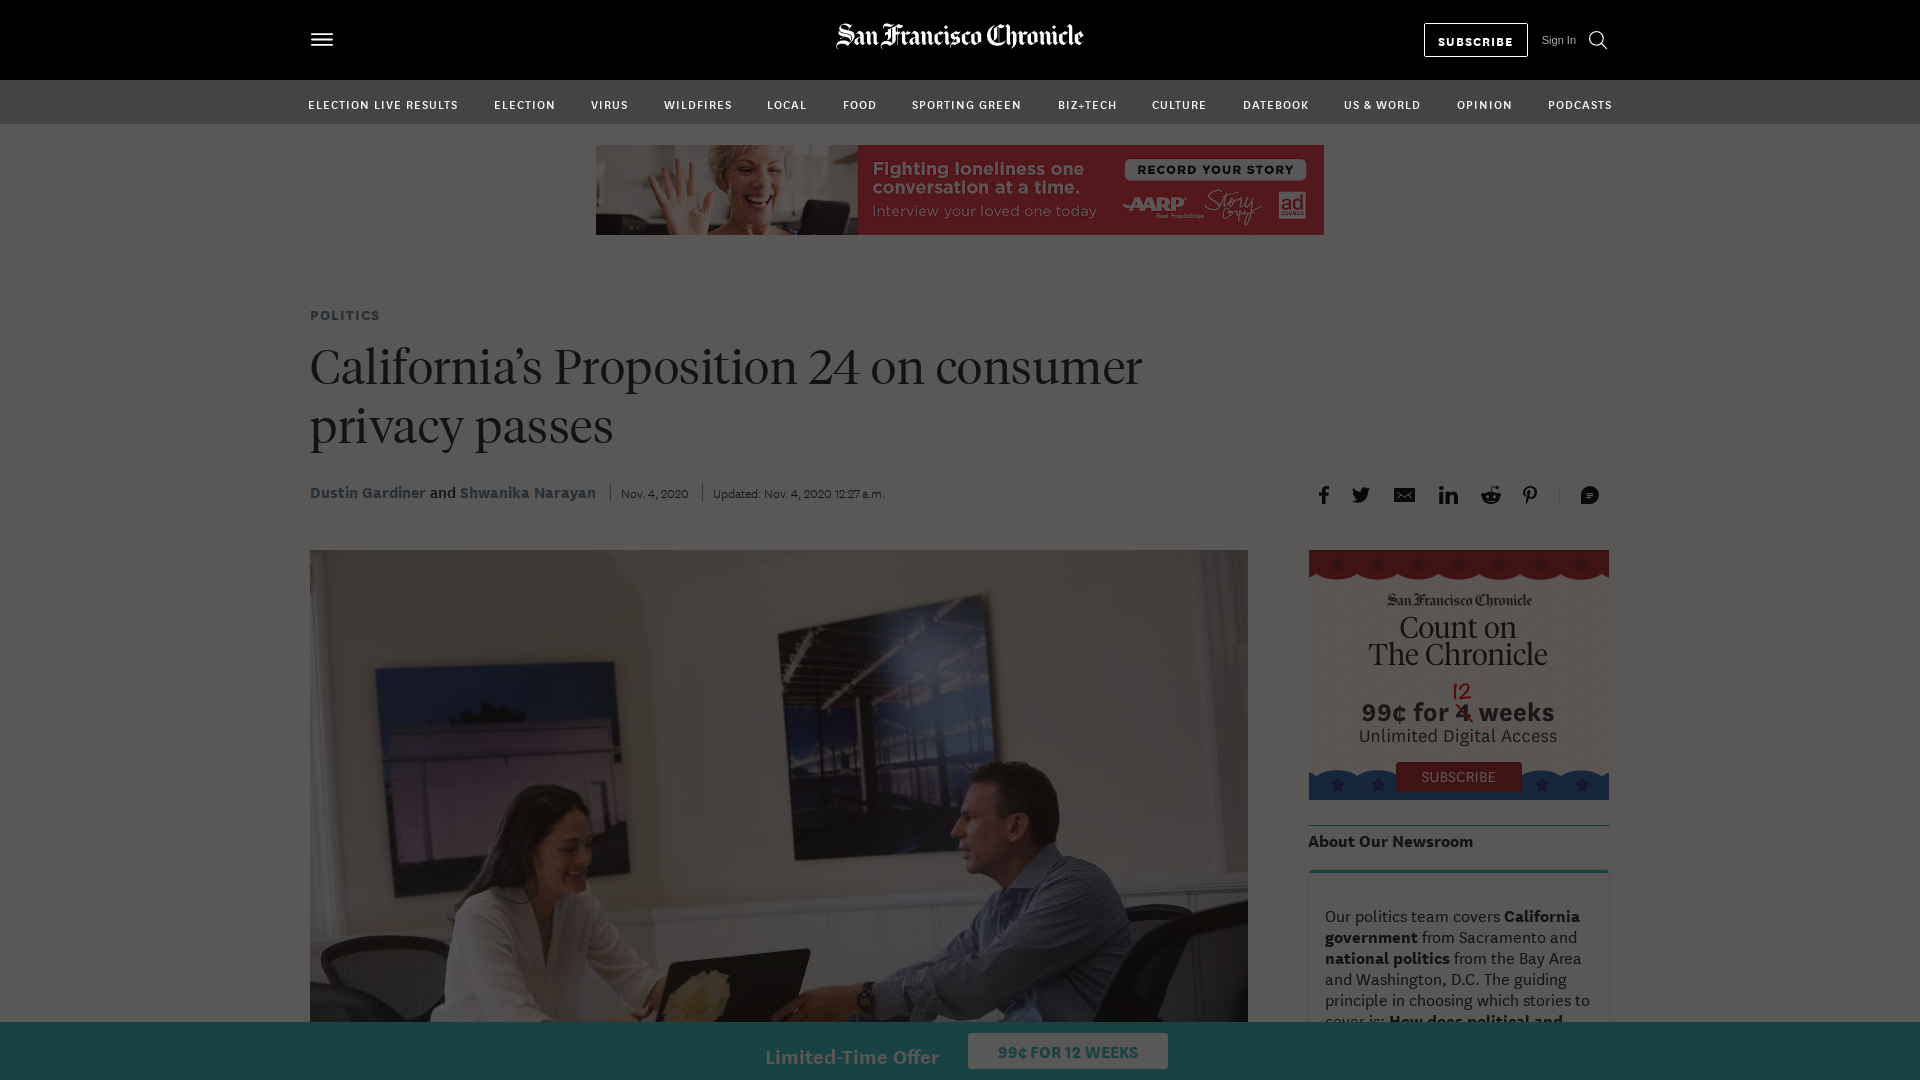 San Francisco Chronicle
SUBSCRIBE
Sign In
ELECTION LIVE RESULTS
ELECTION
VIRUS
WILDFIRES
LOCAL
FOOD
SPORTING GREEN
BIZ+TECH
CULTURE
DATEBOOK
US & WORLD
OPINION
PODCASTS
Fighting loneliness one
conversation at a time.
Interview your loved one today
RECORD YOUR STORY
AARP
Real Possibilities
Story Corps
ad
COUNCIL
POLITICS
California’s Proposition 24 on consumer
privacy passes
Dustin Gardiner and Shwanika Narayan
Nov. 4, 2020
Updated: Nov. 4, 2020 12:27 a.m.
San Francisco Chronicle
Count on
The Chronicle
12
99¢ for 4 weeks
Unlimited Digital Access
SUBSCRIBE
About Our Newsroom
Our politics team covers California
government from Sacramento and
national politics from the Bay Area
and Washington, D.C. The guiding
principle in choosing which stories to
cover is: How does political and
Limited-Time Offer
99¢ FOR 12 WEEKS